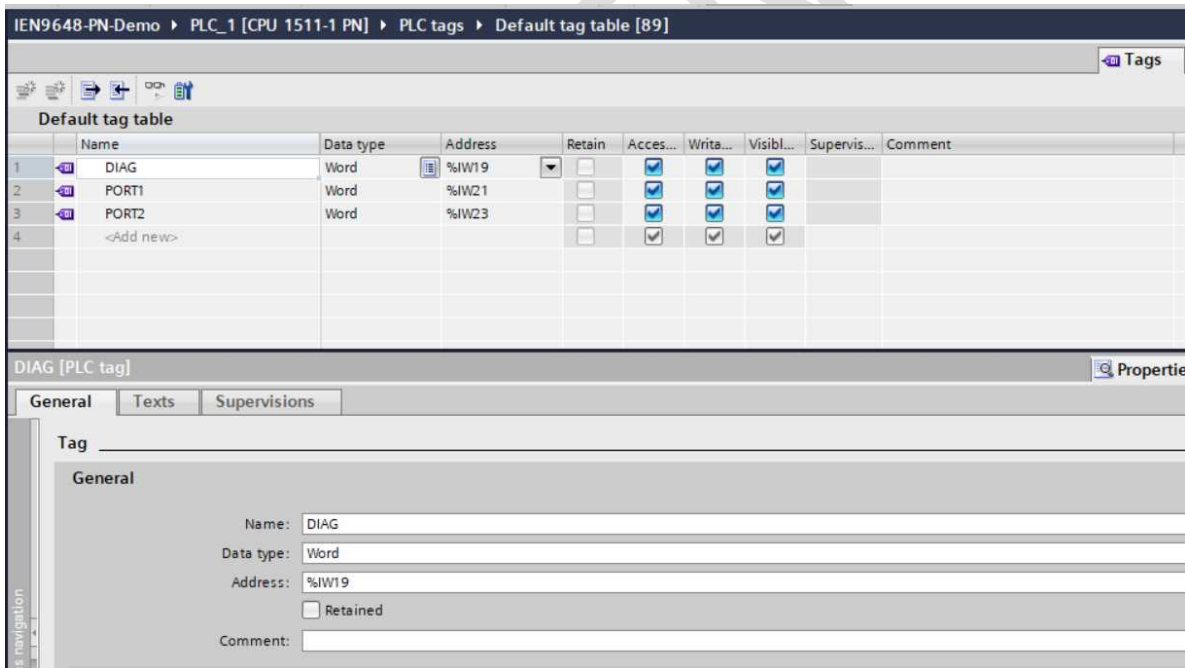 IEN9648-PN-Demo ▸ PLC_1 [CPU 1511-1 PN] ▸ PLC tags ▸ Default tag table [89]
Tags
Default tag table
Name Data type Address Retain Acces... Writa... Visibl... Supervis... Comment
1 DIAG Word %IW19
2 PORT1 Word %IW21
3 PORT2 Word %IW23
4 <Add new>
DIAG [PLC tag] Propertie
General Texts Supervisions
Tag
General
Name: DIAG
Data type: Word
Address: %IW19
Retained
Comment:
s navigation